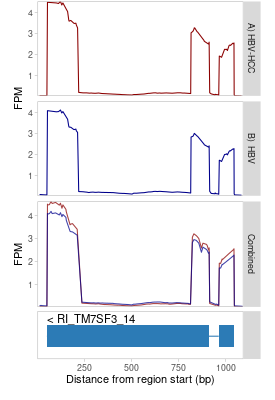 4
3
2
1
A) HBV-HCC
FPM
4
3
2
1
B) HBV
4
3
2
1
FPM
Combined
< RI_TM7SF3_14
250
500
750
1000
Distance from region start (bp)